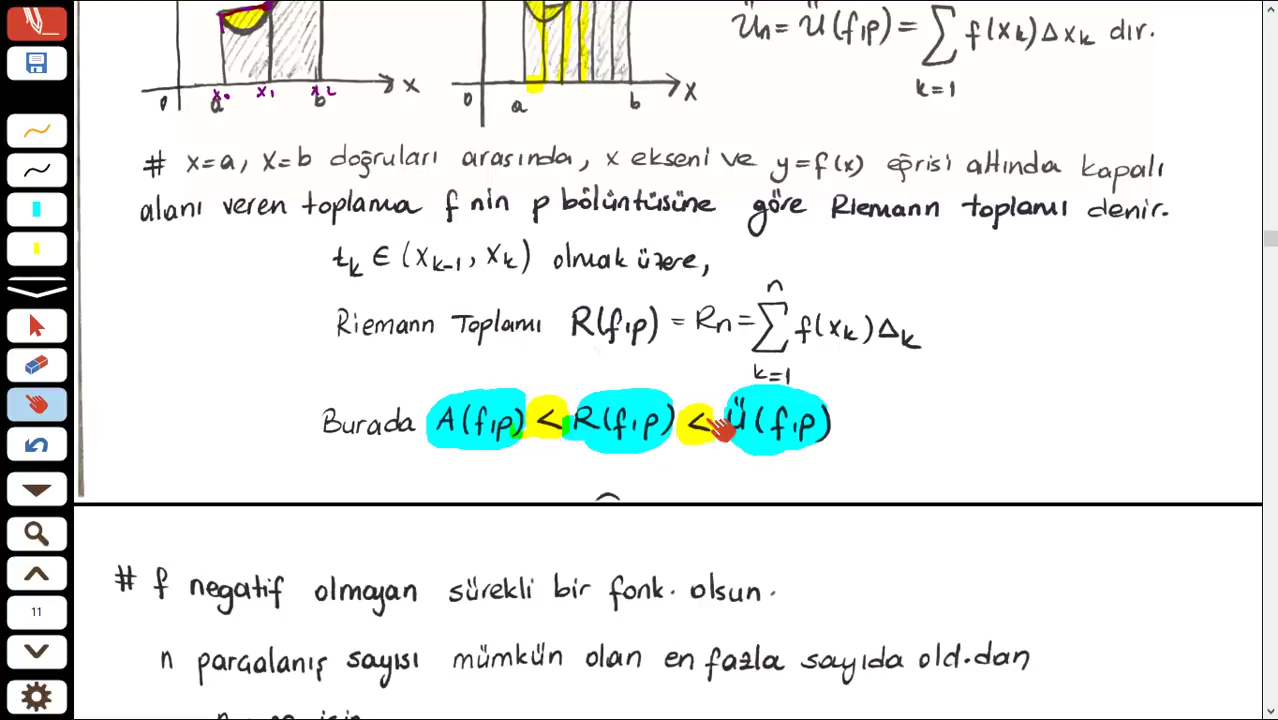 Ün = Ü(f,p) = ∑ f(xk) Δxk dır.
k=1
0 a x0 x1 x2 b x
0 a b x
# x=a, x=b doğruları arasında, x ekseni ve y=f(x) eğrisi altında kapalı
alanı veren toplama f nin p bölüntüsüne göre Riemann toplamı denir.
tk ∈ (xk-1, xk) olmak üzere,
n
Riemann Toplamı R(f,p) = Rn = ∑ f(xk) Δk
k=1
Burada A(f,p) < R(f,p) < Ü(f,p)
# f negatif olmayan sürekli bir fonk. olsun.
n parçalanış sayısı mümkün olan en fazla sayıda old.dan
11